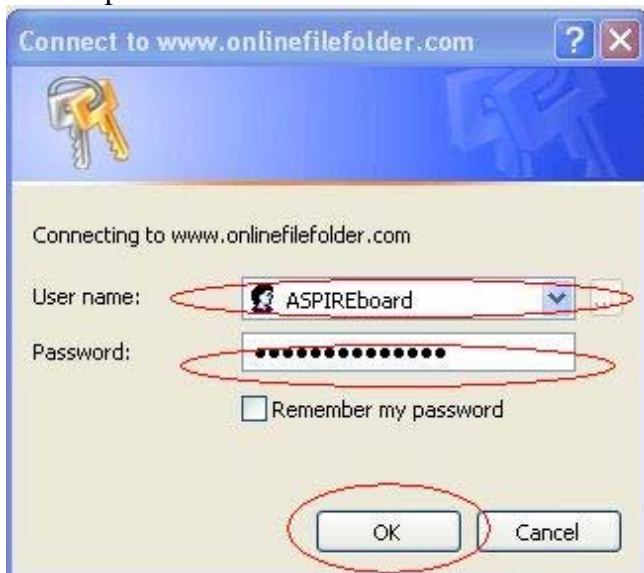 Connect to www.onlinefilefolder.com
Connecting to www.onlinefilefolder.com
User name: ASPIREboard
Password: ••••••••••••••
Remember my password
OK Cancel